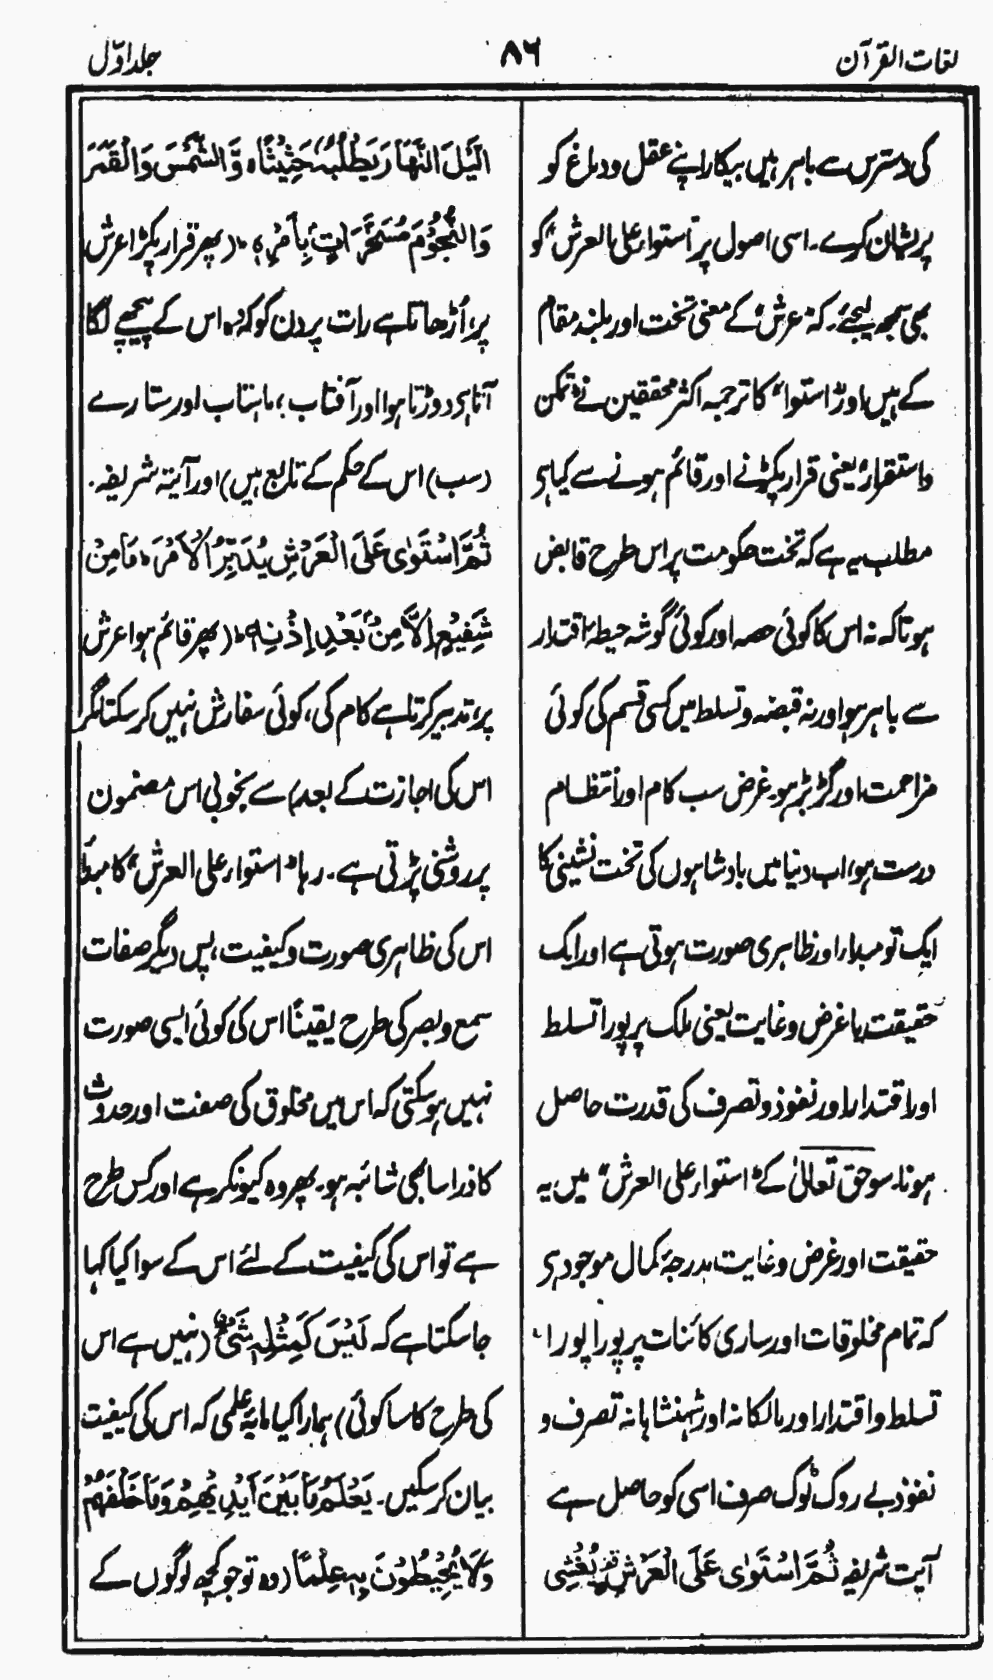 لغات القرآن
۸۶
جلد اوّل
کی دسترس سے باہر ہیں بیکار اپنے عقل و دماغ کو
پریشان کرے۔ اسی اصول پر "استواء علی العرش" کو
بھی سمجھ لیجئے۔ کہ "عرش" کے معنی تخت اور بلند مقام
کے ہیں اور "استوا" کا ترجمہ اکثر محققین نے "تمکن
واستقرار" یعنی قرار پکڑنے اور قائم ہونے سے کیا ہی
مطلب یہ ہے کہ تخت حکومت پر اس طرح قابض
ہونا کہ نہ اس کا کوئی حصہ اور کوئی گوشہ حیطۂ اقتدار
سے باہر ہو اور نہ قبضہ و تسلط میں کسی قسم کی کوئی
مزاحمت اور گڑبڑ ہو۔ غرض سب کام اور انتظام
درست ہو، اب دنیا میں بادشاہوں کی تخت نشینی کا
ایک تو مبدا اور ظاہری صورت ہوتی ہے اور ایک
حقیقت یا غرض و غایت یعنی ملک پر پورا تسلط
اور اقتدار اور نفوذ و تصرف کی قدرت حاصل
ہونا۔ سو حق تعالیٰ کے "استواء علی العرش" میں یہ
حقیقت اور غرض و غایت بدرجۂ کمال موجود ہی
کہ تمام مخلوقات اور ساری کائنات پر پورا پورا
تسلط و اقتدار اور مالکانہ اور شہنشاہانہ تصرف و
نفوذ بے روک ٹوک صرف اسی کو حاصل ہے
آیت شریفہ ثُمَّ اسْتَوٰی عَلَی الْعَرْشِ یُغْشِی
الَّیْلَ النَّهَارَ یَطْلُبُهٗ حَثِیْثًا ه وَّالشَّمْسَ وَالْقَمَرَ
وَالنُّجُوْمَ مُسَخَّرَاتٍۭ بِاَمْرِهٖ ط (پھر قرار پکڑا عرش
پر، اُڑھاتا ہے رات پر دن کو کہ وہ اس کے پیچھے لگا
آتا ہی دوڑتا ہوا اور آفتاب، ماہتاب اور ستارے
(سب) اس کے حکم کے تابع ہیں) اور آیتہ شریفہ۔
ثُمَّ اسْتَوٰی عَلَی الْعَرْشِ یُدَبِّرُ الْاَمْرَ ط مَا مِنْ
شَفِیْعٍ اِلَّا مِنْۢ بَعْدِ اِذْنِهٖ ط (پھر قائم ہوا عرش
پر، تدبیر کرتا ہے کام کی، کوئی سفارش نہیں کر سکتا مگر
اس کی اجازت کے بعد) سے بخوبی اس مضمون
پر روشنی پڑتی ہے۔ رہا "استواء علی العرش" کا مبدأ
اس کی ظاہری صورت و کیفیت، پس دیگر صفات
سمع و بصر کی طرح یقیناً اس کی کوئی ایسی صورت
نہیں ہو سکتی کہ اس میں مخلوق کی صفت اور حدوث
کا ذرا سا بھی شائبہ ہو۔ پھر وہ کیونکر ہے اور کس طرح
ہے تو اس کی کیفیت کے لئے اس کے سوا کیا کہا
جا سکتا ہے کہ لَیْسَ کَمِثْلِهٖ شَیْءٌ (نہیں ہے اس
کی طرح کا سا کوئی) ہمارا کیا مایۂ علمی کہ اس کی کیفیت
بیان کر سکیں۔ یَعْلَمُ مَا بَیْنَ اَیْدِیْهِمْ وَمَا خَلْفَهُمْ
وَلَا یُحِیْطُوْنَ بِهٖ عِلْمًا (وہ تو جو کچھ لوگوں کے